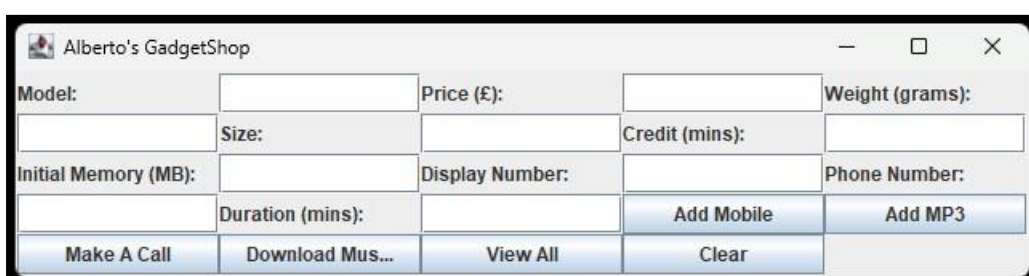 Alberto's GadgetShop
Model: Price (£): Weight (grams):
Size: Credit (mins):
Initial Memory (MB): Display Number: Phone Number:
Duration (mins): Add Mobile Add MP3
Make A Call Download Mus... View All Clear